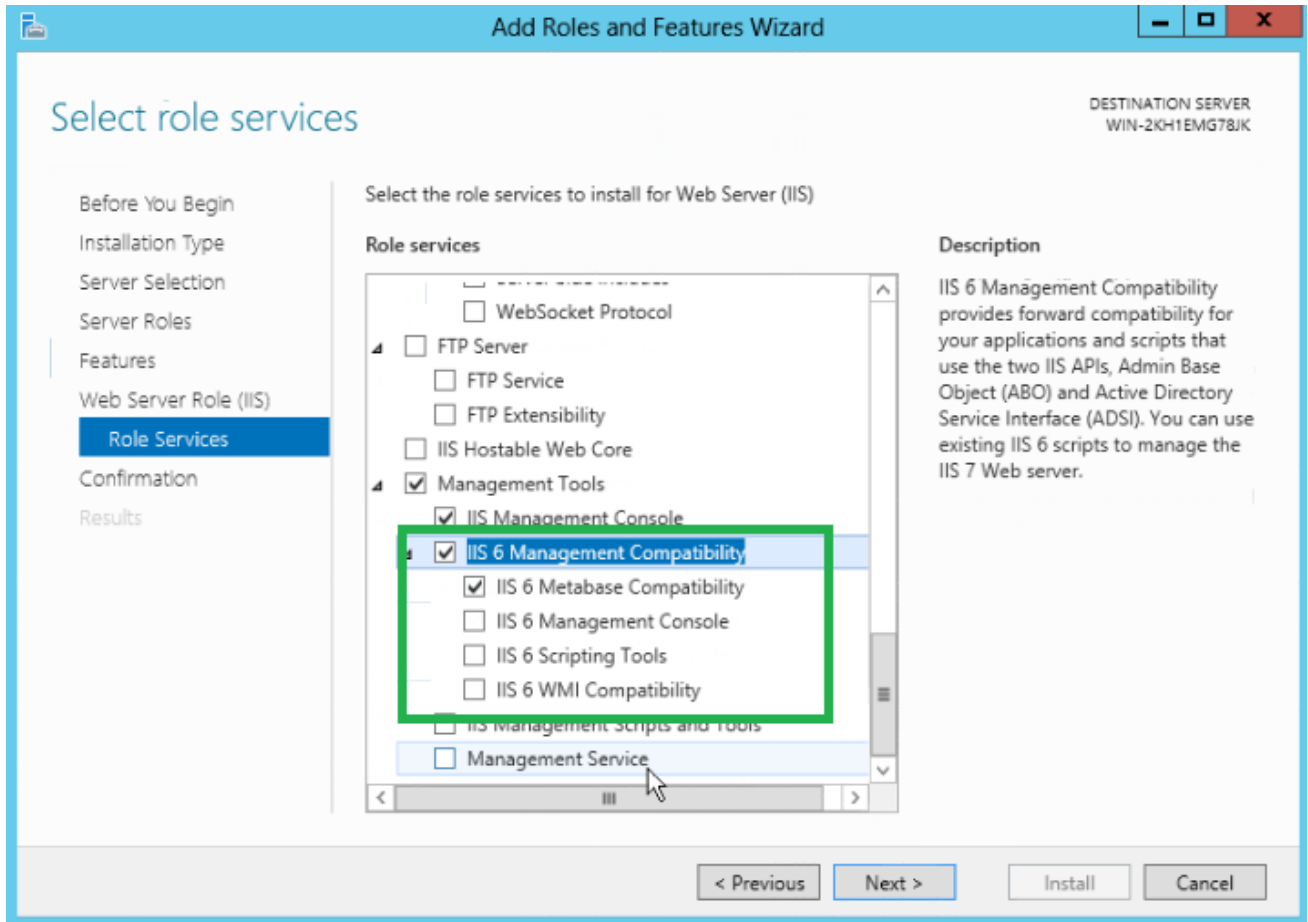 Add Roles and Features Wizard
Select role services
DESTINATION SERVER
WIN-2KH1EMG78JK
Before You Begin
Installation Type
Server Selection
Server Roles
Features
Web Server Role (IIS)
Role Services
Confirmation
Results
Select the role services to install for Web Server (IIS)
Role services
WebSocket Protocol
FTP Server
FTP Service
FTP Extensibility
IIS Hostable Web Core
Management Tools
IIS Management Console
IIS 6 Management Compatibility
IIS 6 Metabase Compatibility
IIS 6 Management Console
IIS 6 Scripting Tools
IIS 6 WMI Compatibility
IIS Management Scripts and Tools
Management Service
Description
IIS 6 Management Compatibility
provides forward compatibility for
your applications and scripts that
use the two IIS APIs, Admin Base
Object (ABO) and Active Directory
Service Interface (ADSI). You can use
existing IIS 6 scripts to manage the
IIS 7 Web server.
< Previous
Next >
Install
Cancel